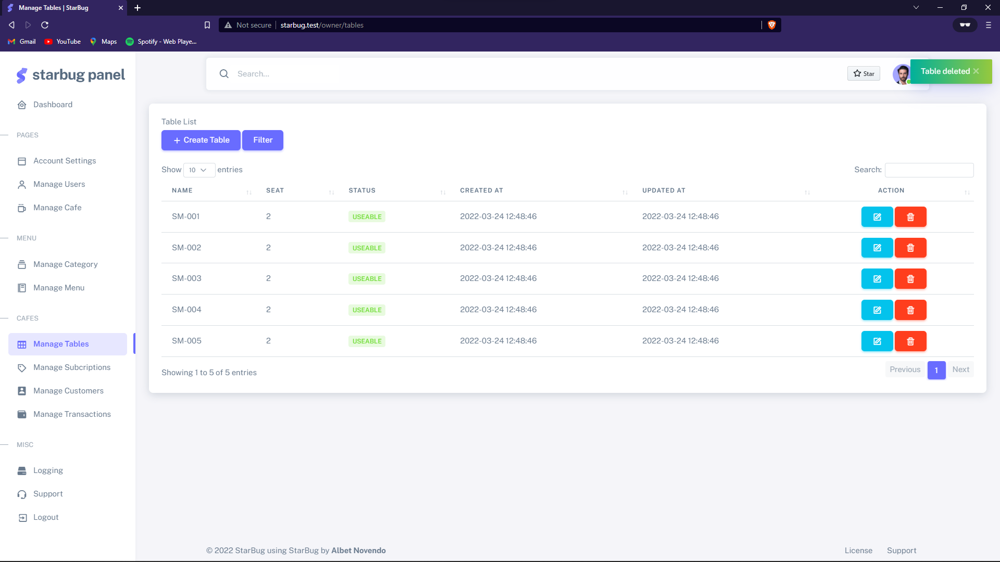 Manage Tables | StarBug
Not secure starbug.test/owner/tables
Gmail YouTube Maps Spotify - Web Playe...
starbug panel
Search...
Star
Table deleted
Dashboard
PAGES
Account Settings
Manage Users
Manage Cafe
MENU
Manage Category
Manage Menu
CAFES
Manage Tables
Manage Subcriptions
Manage Customers
Manage Transactions
MISC
Logging
Support
Logout
Table List
+ Create Table Filter
Show 10 entries Search:
NAME SEAT STATUS CREATED AT UPDATED AT ACTION
SM-001 2 USEABLE 2022-03-24 12:48:46 2022-03-24 12:48:46
SM-002 2 USEABLE 2022-03-24 12:48:46 2022-03-24 12:48:46
SM-003 2 USEABLE 2022-03-24 12:48:46 2022-03-24 12:48:46
SM-004 2 USEABLE 2022-03-24 12:48:46 2022-03-24 12:48:46
SM-005 2 USEABLE 2022-03-24 12:48:46 2022-03-24 12:48:46
Showing 1 to 5 of 5 entries Previous 1 Next
© 2022 StarBug using StarBug by Albet Novendo License Support